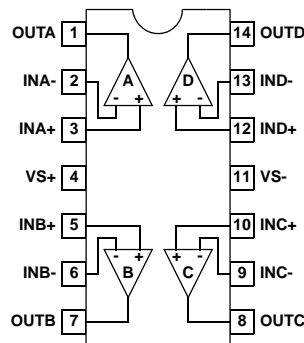 OUTA 1 14 OUTD
INA- 2 A D 13 IND-
- + + -
INA+ 3 12 IND+
VS+ 4 11 VS-
INB+ 5 10 INC+
- + + -
INB- 6 B C 9 INC-
OUTB 7 8 OUTC